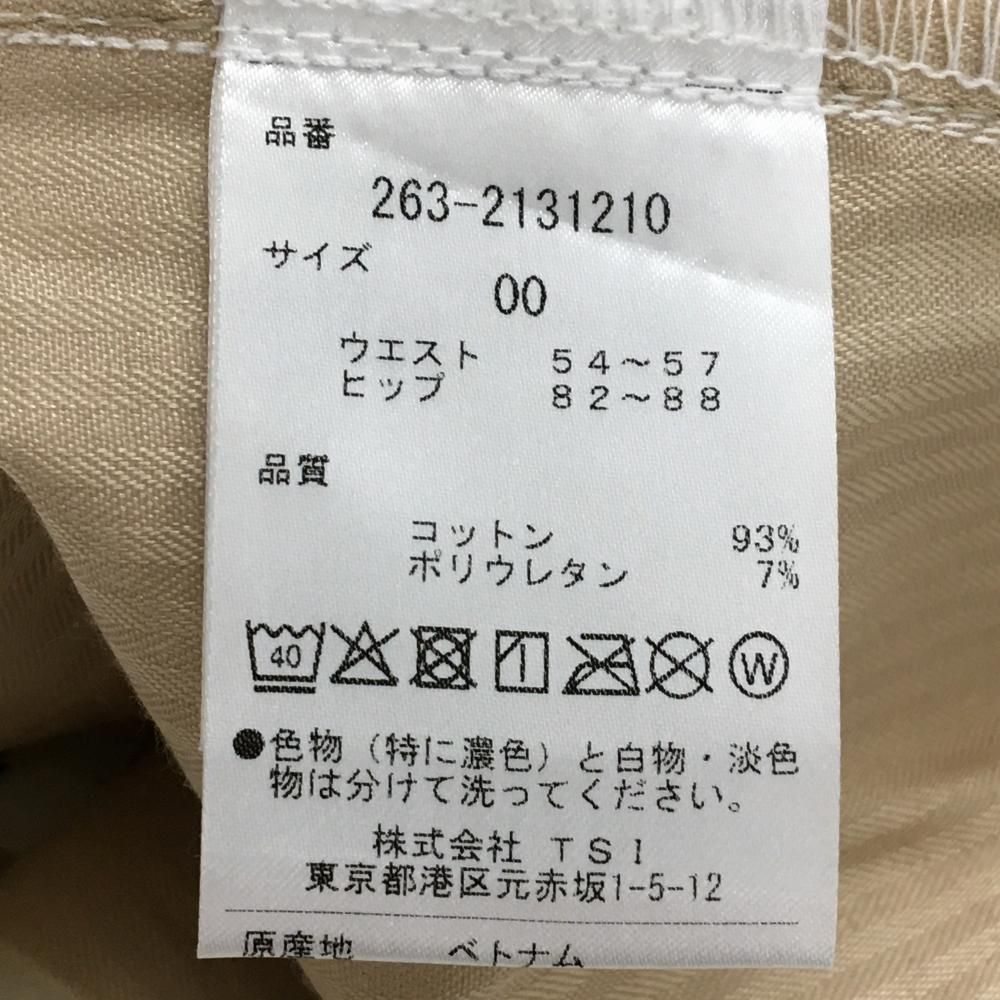 品番
263-2131210
サイズ
00
ウエスト 54~57
ヒップ 82~88
品質
コットン 93%
ポリウレタン 7%
40 W
●色物(特に濃色)と白物・淡色
物は分けて洗ってください。
株式会社 TSI
東京都港区元赤坂1-5-12
原産地 ベトナム